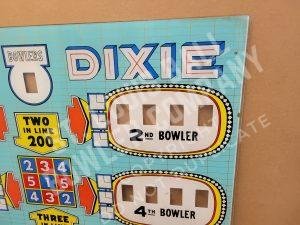 BOWLERS
DIXIE
TWO
IN LINE
200
2ND BOWLER
2 3 4
5 1 5
4 3 2
4TH BOWLER
THREE